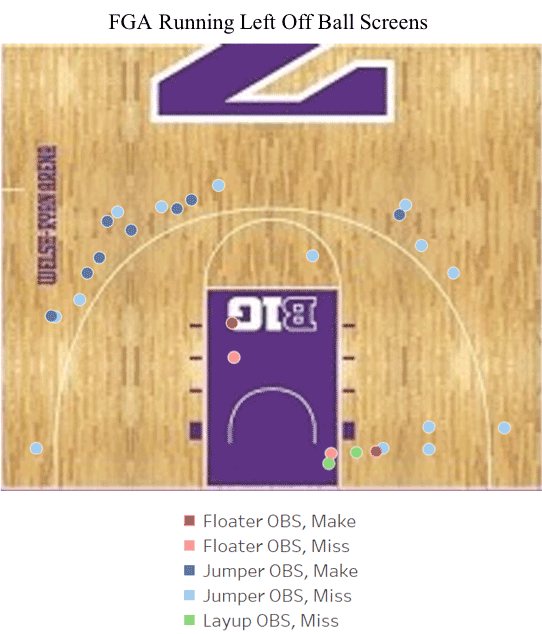 FGA Running Left Off Ball Screens
WELSH-RYAN ARENA
B1G
Floater OBS, Make
Floater OBS, Miss
Jumper OBS, Make
Jumper OBS, Miss
Layup OBS, Miss